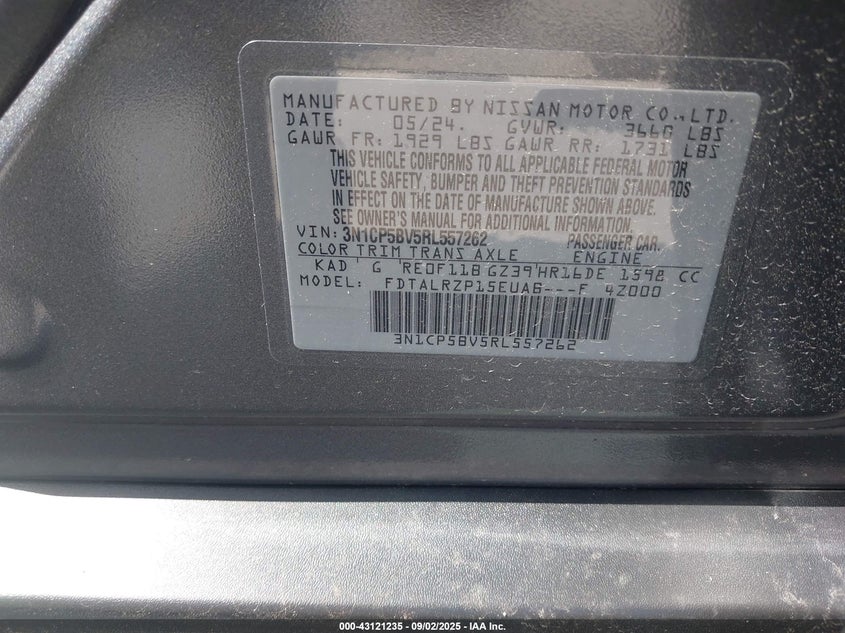 MANUFACTURED BY NISSAN MOTOR CO., LTD.
DATE: 05/24. GVWR: 3660 LBS
GAWR FR: 1929 LBS GAWR RR: 1731 LBS
THIS VEHICLE CONFORMS TO ALL APPLICABLE FEDERAL MOTOR
VEHICLE SAFETY, BUMPER AND THEFT PREVENTION STANDARDS
IN EFFECT ON THE DATE OF MANUFACTURE SHOWN ABOVE.
SEE OWNER'S MANUAL FOR ADDITIONAL INFORMATION.
VIN: 3N1CP5BV5RL557262 PASSENGER CAR.
COLOR TRIM TRANS AXLE ENGINE
KAD G RE0F11B GZ39 HR16DE 1598 CC
MODEL: FDTALRZP15EUA6---F 4Z000
3N1CP5BV5RL557262
000-43121235 - 09/02/2025 - IAA Inc.